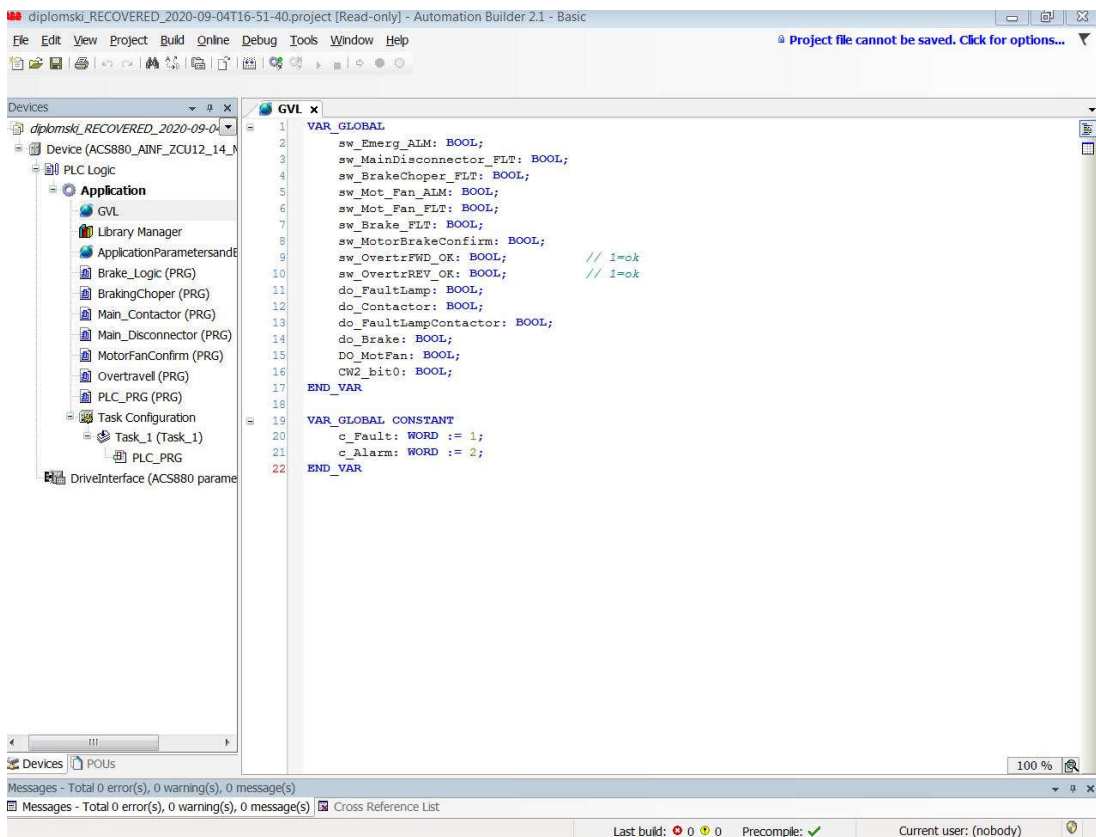 diplomski_RECOVERED_2020-09-04T16-51-40.project [Read-only] - Automation Builder 2.1 - Basic
File Edit View Project Build Online Debug Tools Window Help
Project file cannot be saved. Click for options...
Devices
GVL
diplomski_RECOVERED_2020-09-0
Device (ACS880_AINF_ZCU12_14_
PLC Logic
Application
GVL
Library Manager
ApplicationParametersandE
Brake_Logic (PRG)
BrakingChoper (PRG)
Main_Contactor (PRG)
Main_Disconnector (PRG)
MotorFanConfirm (PRG)
Overtravell (PRG)
PLC_PRG (PRG)
Task Configuration
Task_1 (Task_1)
PLC_PRG
DriveInterface (ACS880 parame
1 VAR_GLOBAL
2 sw_Emerg_ALM: BOOL;
3 sw_MainDisconnector_FLT: BOOL;
4 sw_BrakeChoper_FLT: BOOL;
5 sw_Mot_Fan_ALM: BOOL;
6 sw_Mot_Fan_FLT: BOOL;
7 sw_Brake_FLT: BOOL;
8 sw_MotorBrakeConfirm: BOOL;
9 sw_OvertrFWD_OK: BOOL; // 1=ok
10 sw_OvertrREV_OK: BOOL; // 1=ok
11 do_FaultLamp: BOOL;
12 do_Contactor: BOOL;
13 do_FaultLampContactor: BOOL;
14 do_Brake: BOOL;
15 DO_MotFan: BOOL;
16 CW2_bit0: BOOL;
17 END_VAR
18
19 VAR_GLOBAL CONSTANT
20 c_Fault: WORD := 1;
21 c_Alarm: WORD := 2;
22 END_VAR
Devices POUs
100 %
Messages - Total 0 error(s), 0 warning(s), 0 message(s)
Messages - Total 0 error(s), 0 warning(s), 0 message(s) Cross Reference List
Last build: 0 0 Precompile: Current user: (nobody)